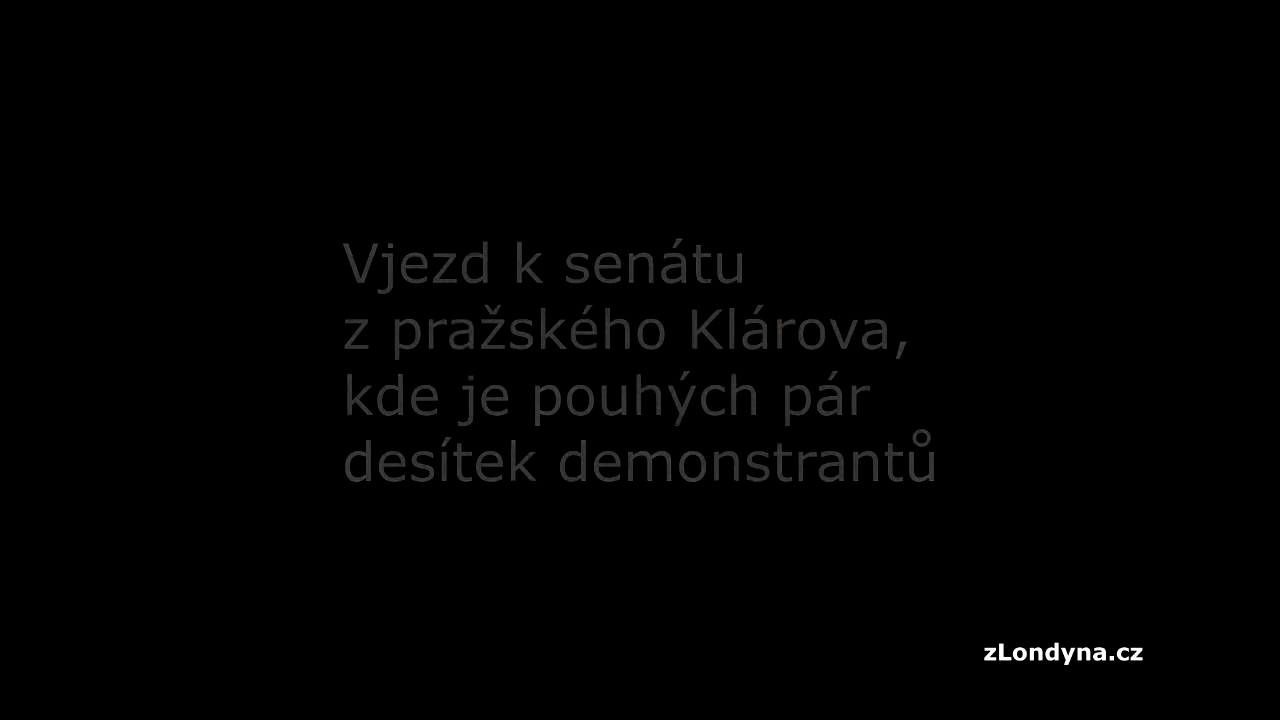 Vjezd k senátu
z pražského Klárova,
kde je pouhých pár
desítek demonstrantů
zLondyna.cz